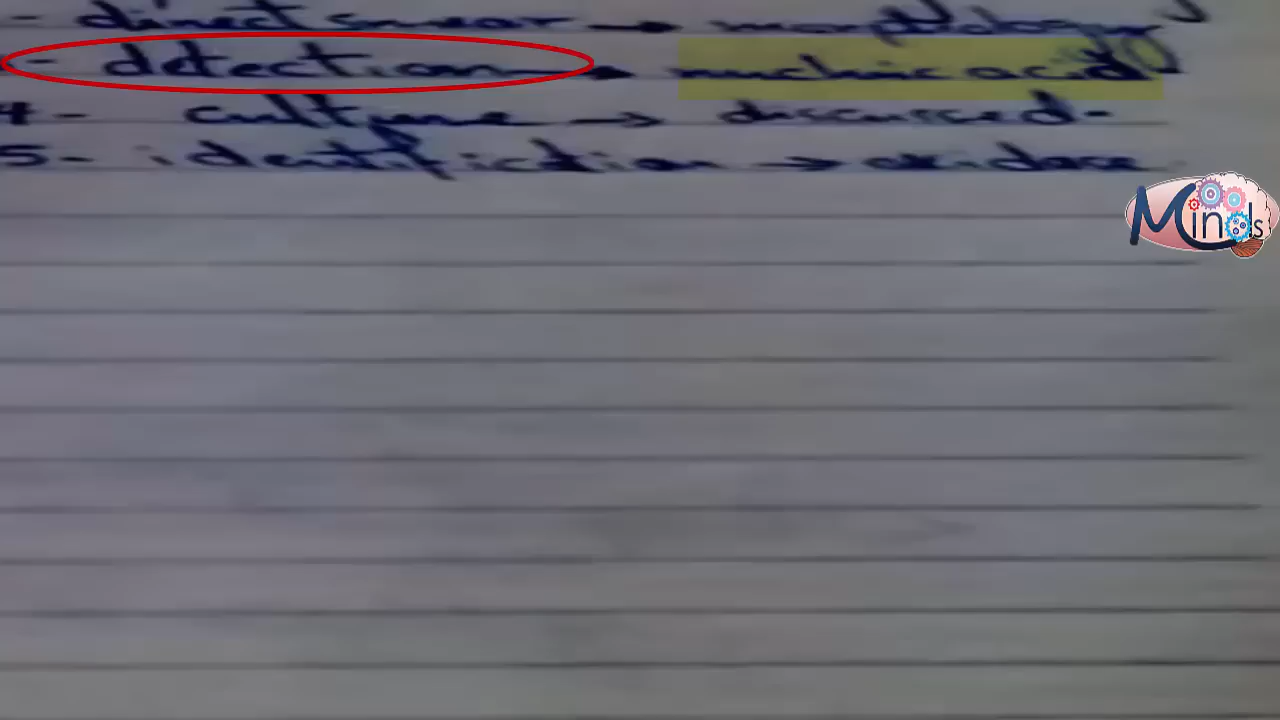 - direct smear → morphology
- detection → nucleic acid
4 - culture → discussed.
5 - identification → oxidase
Minds